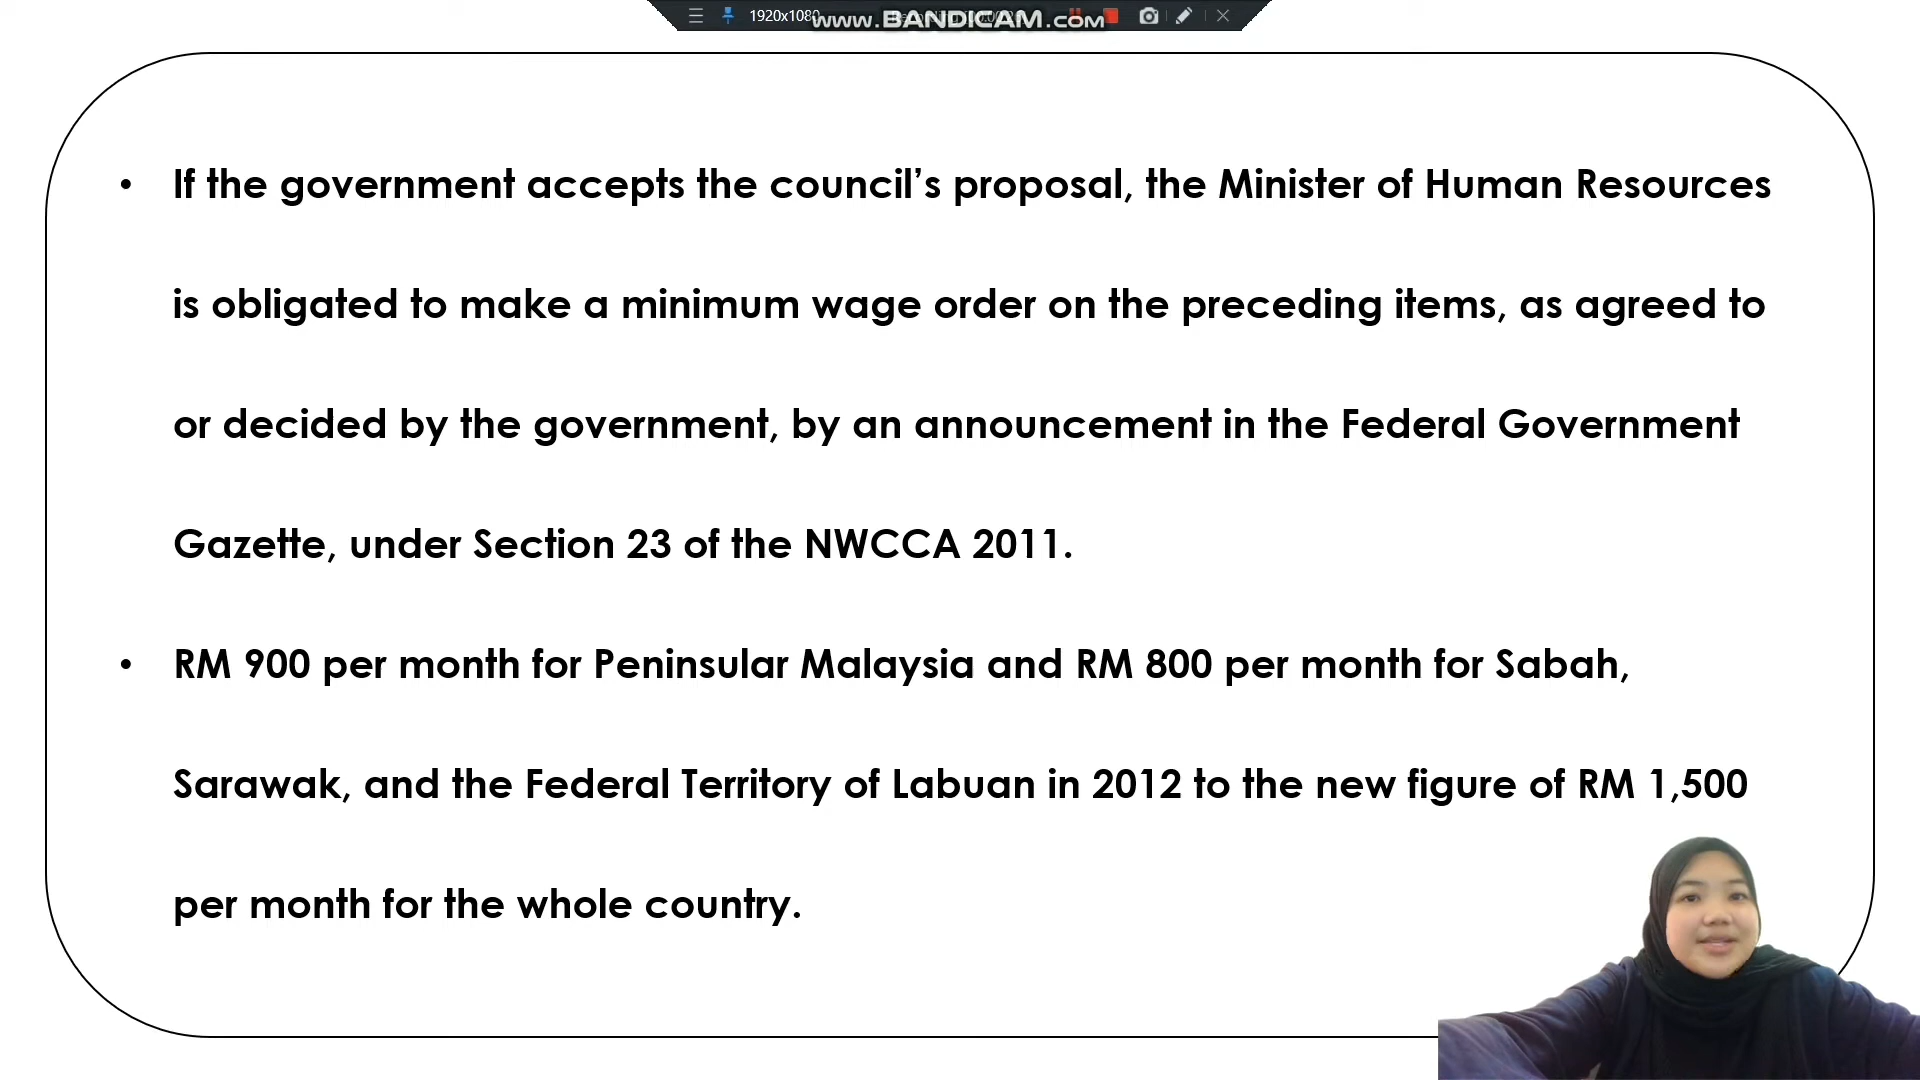 1920x1080
www.BANDICAM.com
• If the government accepts the council’s proposal, the Minister of Human Resources
is obligated to make a minimum wage order on the preceding items, as agreed to
or decided by the government, by an announcement in the Federal Government
Gazette, under Section 23 of the NWCCA 2011.
• RM 900 per month for Peninsular Malaysia and RM 800 per month for Sabah,
Sarawak, and the Federal Territory of Labuan in 2012 to the new figure of RM 1,500
per month for the whole country.